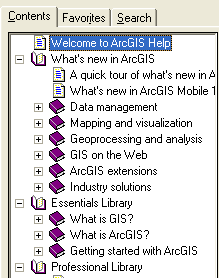 Contents Favorites Search
Welcome to ArcGIS Help
What's new in ArcGIS
A quick tour of what's new in A
What's new in ArcGIS Mobile 1
Data management
Mapping and visualization
Geoprocessing and analysis
GIS on the Web
ArcGIS extensions
Industry solutions
Essentials Library
What is GIS?
What is ArcGIS?
Getting started with ArcGIS
Professional Library